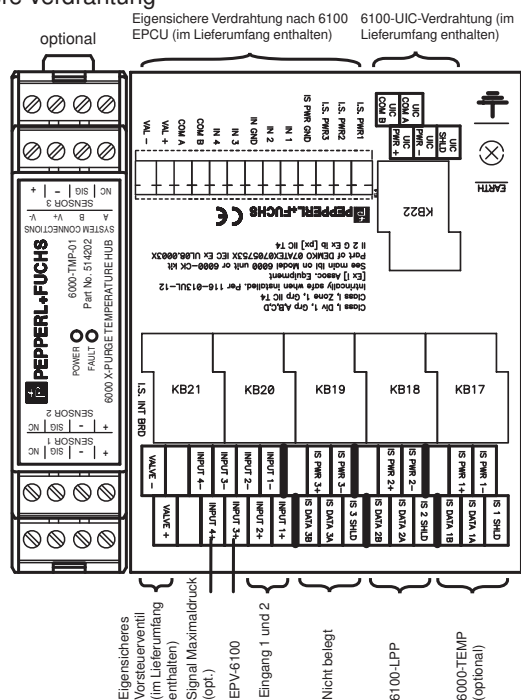 optional
Eigensichere Verdrahtung nach 6100
EPCU (im Lieferumfang enthalten)
6100-UIC-Verdrahtung (im
Lieferumfang enthalten)
NC | SIG | - | +
SENSOR 3
A B V+ V-
SYSTEM CONNECTIONS
6000-TMP-01
Part No. 514202
PEPPERL+FUCHS
POWER
FAULT
6000 X-PURGE TEMPERATURE HUB
SENSOR 2
NC | SIG | - | +
SENSOR 1
NC | SIG | - | +
VAL -
VAL +
COM A
COM B
IN 4
IN 3
IN GND
IN 2
IN 1
IS PWR GND
I.S. PWR3
I.S. PWR2
I.S. PWR1
UIC COM B
UIC COM A
UIC PWR +
UIC PWR -
UIC SHLD
EARTH
KB22
PEPPERL+FUCHS CE
Class I, Div 1, Grp A,B,C,D
Class I, Zone 1, Grp IIC T4
Intrinically safe when installed. Per 116-013UL-12
[Ex i] Assoc. Equipment
See main lbl on Model 6000 unit or 6000-CK kit
Part of DEMKO 07ATEX0705753X IEC Ex UL08.0003X
II 2 G Ex ib [px] IIC T4
I.S. INT BRD
KB21
KB20
KB19
KB18
KB17
VALVE -
INPUT 4-
INPUT 3-
INPUT 2-
INPUT 1-
IS PWR 3+
IS PWR 3-
IS PWR 2+
IS PWR 2-
IS PWR 1+
IS PWR 1-
VALVE +
INPUT 4+
INPUT 3+
INPUT 2+
INPUT 1+
IS DATA 3B
IS DATA 3A
IS 3 SHLD
IS DATA 2B
IS DATA 2A
IS 2 SHLD
IS DATA 1B
IS DATA 1A
IS 1 SHLD
Eigensicheres
Vorsteuerventil
(im Lieferumfang
enthalten)
Signal Maximaldruck
(opt.)
EPV-6100
Eingang 1 und 2
Nicht belegt
6100-LPP
6000-TEMP
(optional)